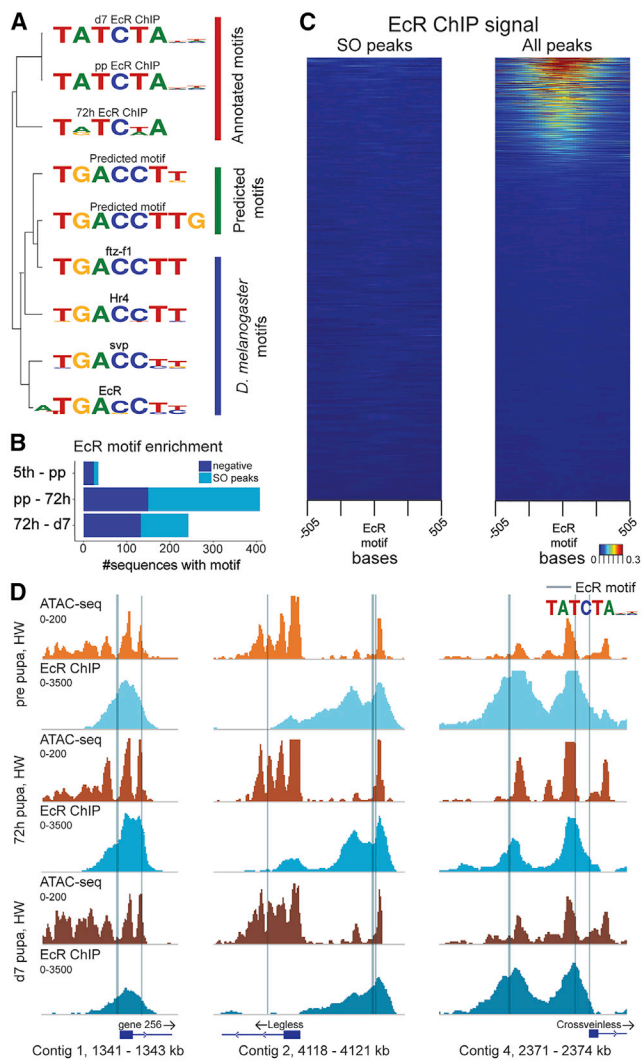 A
d7 EcR ChIP
TATCTA
pp EcR ChIP
TATCTA
72h EcR ChIP
Annotated motifs
Predicted motif
TGACCT
Predicted motif
TGACCTTG
Predicted motifs
ftz-f1
TGACCTT
Hr4
TGACCTT
svp
TGACC
EcR
ATGACC
D. melanogaster motifs
B
EcR motif enrichment
negative
SO peaks
5th - pp
pp - 72h
72h - d7
0 100 200 300 400
#sequences with motif
C
EcR ChIP signal
SO peaks
All peaks
-505 EcR motif 505
bases
-505 EcR motif 505
bases
0 0.3
D
EcR motif
TATCTA
pre pupa, HW
ATAC-seq
0-200
EcR ChIP
0-3500
72h pupa, HW
ATAC-seq
0-200
EcR ChIP
0-3500
d7 pupa, HW
ATAC-seq
0-200
EcR ChIP
0-3500
gene 256
Legless
Crossveinless
Contig 1, 1341 - 1343 kb
Contig 2, 4118 - 4121 kb
Contig 4, 2371 - 2374 kb